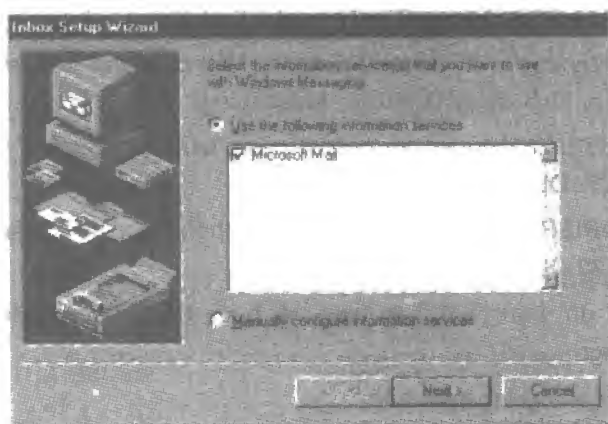 Inbox Setup Wizard
Select the information service(s) that you want to use
with Windows Messaging
Use the following information services
Microsoft Mail
Manually configure information services
Next >
Cancel